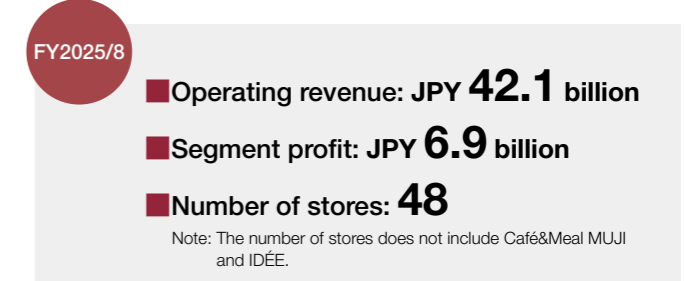 FY2025/8
■Operating revenue: JPY 42.1 billion
■Segment profit: JPY 6.9 billion
■Number of stores: 48
Note: The number of stores does not include Café&Meal MUJI
and IDÉE.